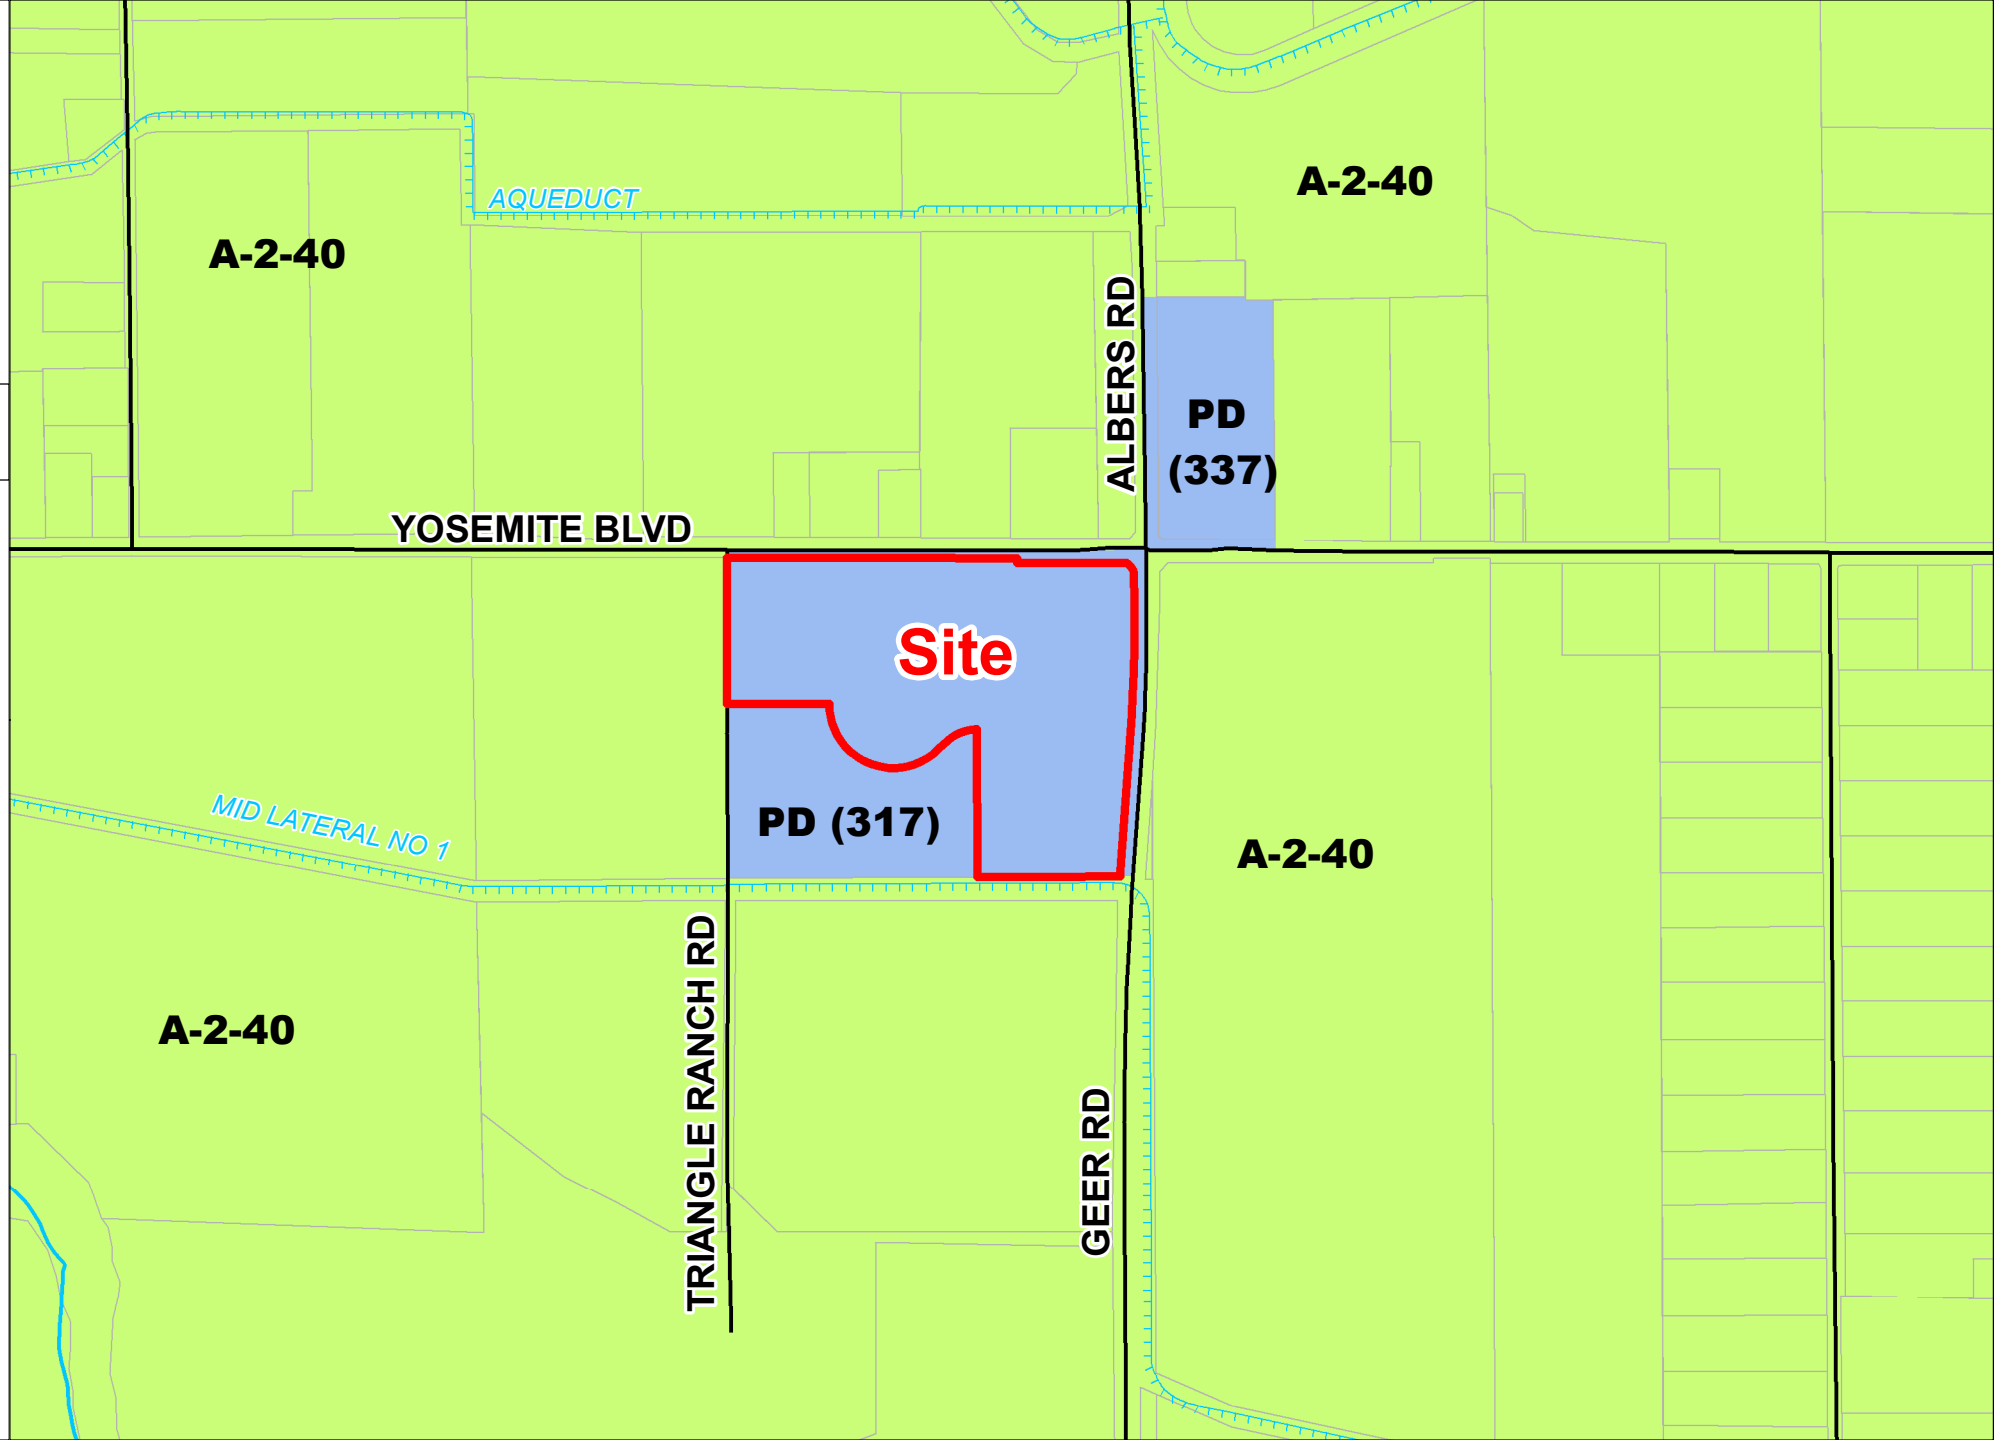 A-2-40
AQUEDUCT
A-2-40
ALBERS RD
PD
(337)
YOSEMITE BLVD
Site
MID LATERAL NO 1
PD (317)
A-2-40
A-2-40
TRIANGLE RANCH RD
GEER RD